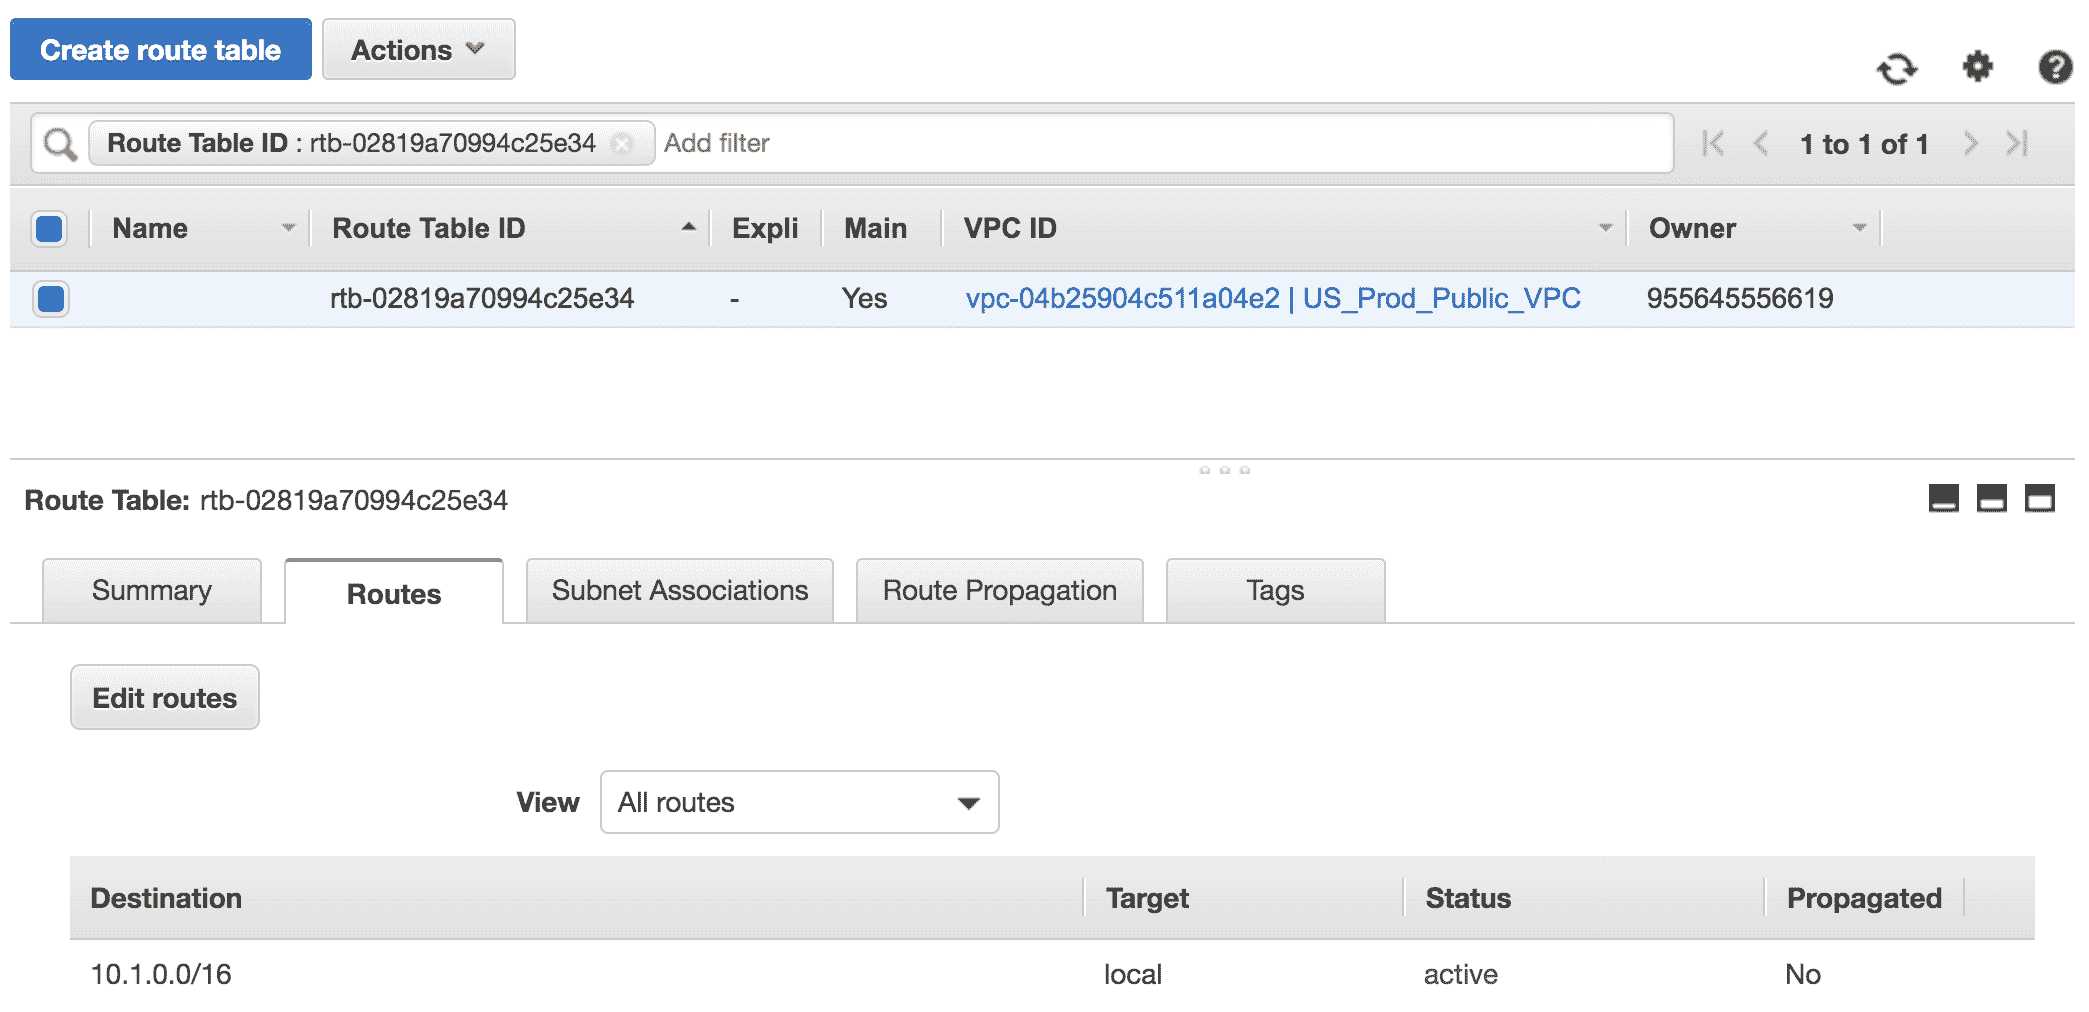 Create route table Actions
Route Table ID : rtb-02819a70994c25e34 Add filter 1 to 1 of 1
Name Route Table ID Expli Main VPC ID Owner
rtb-02819a70994c25e34 - Yes vpc-04b25904c511a04e2 | US_Prod_Public_VPC 955645556619
Route Table: rtb-02819a70994c25e34
Summary Routes Subnet Associations Route Propagation Tags
Edit routes
View All routes
Destination Target Status Propagated
10.1.0.0/16 local active No